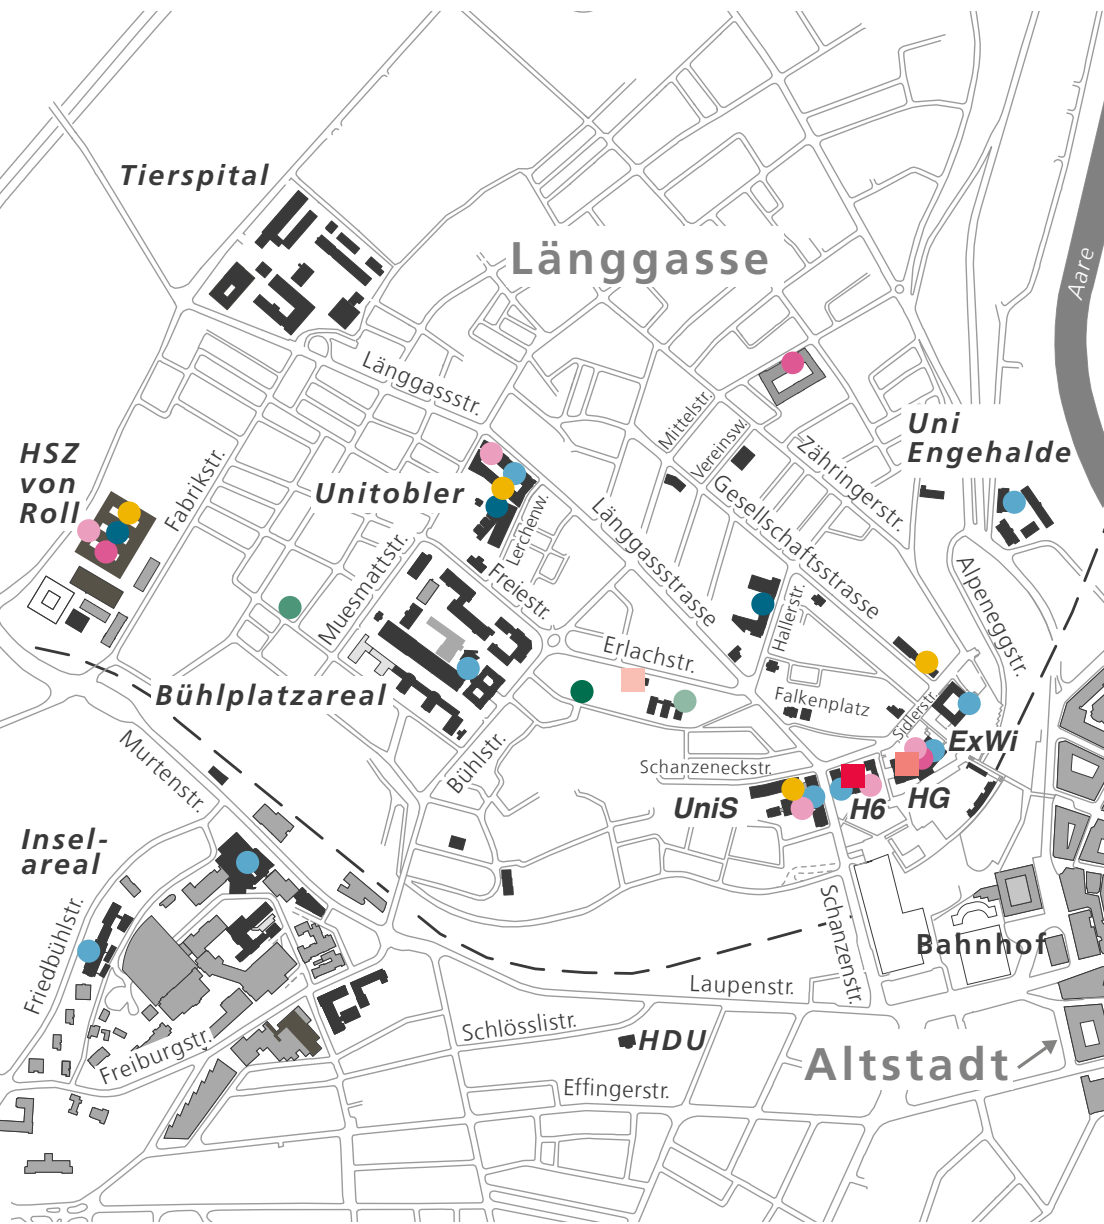 Tierspital
Länggasse
Aare
Länggassstr.
Mittelstr.
Vereinsw.
Uni
Engehalde
HSZ
von
Roll
Fabrikstr.
Unitobler
Lerchenw.
Zähringerstr.
Gesellschaftsstrasse
Länggassstrasse
Muesmattstr.
Freiestr.
Alpeneggstr.
Hallerstr.
Erlachstr.
Bühlplatzareal
Falkenplatz
Sidlerstr.
ExWi
Murtenstr.
Bühlstr.
Schanzeneckstr.
UniS
H6
HG
Insel-
areal
Friedbühlstr.
Schanzenstr.
Bahnhof
Laupenstr.
Freiburgstr.
Schlösslistr.
HDU
Altstadt
Effingerstr.